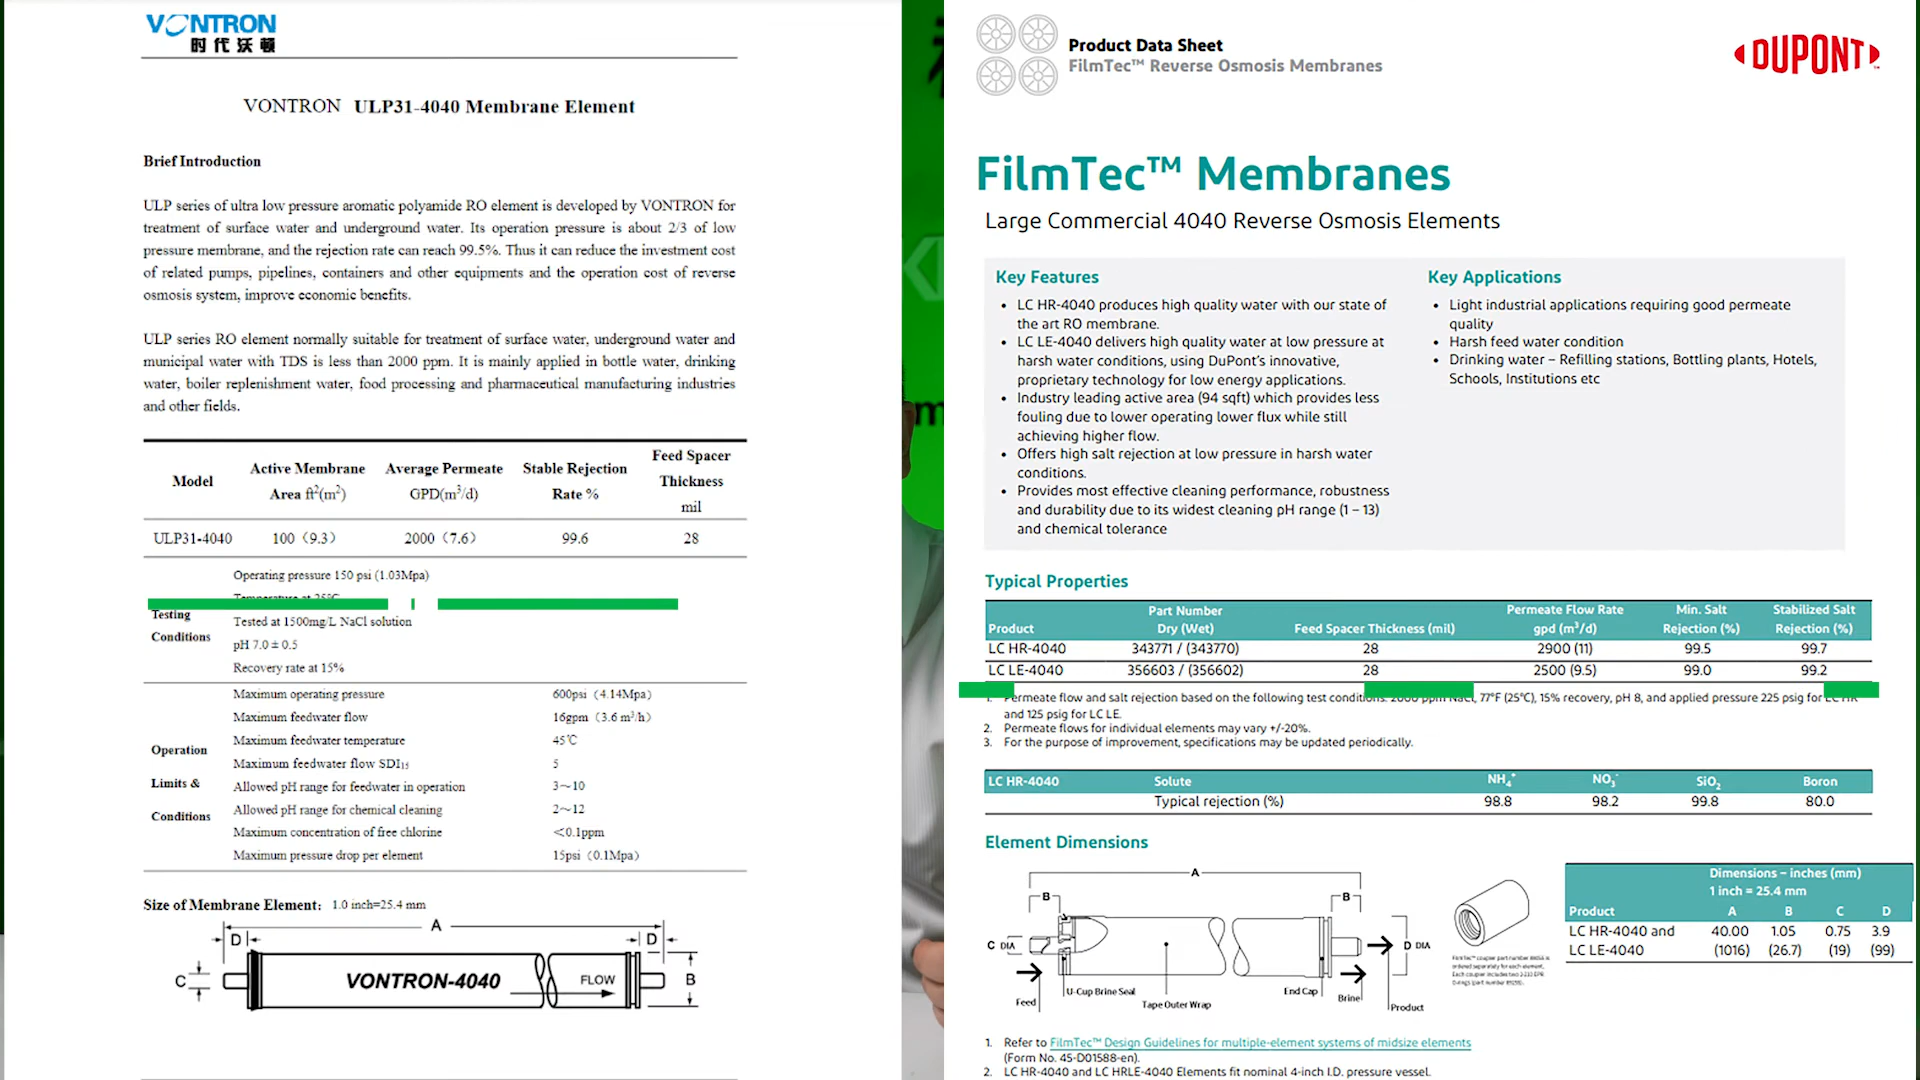 VONTRON
时代沃顿
VONTRON ULP31-4040 Membrane Element
Brief Introduction
ULP series of ultra low pressure aromatic polyamide RO element is developed by VONTRON for
treatment of surface water and underground water. Its operation pressure is about 2/3 of low
pressure membrane, and the rejection rate can reach 99.5%. Thus it can reduce the investment cost
of related pumps, pipelines, containers and other equipments and the operation cost of reverse
osmosis system, improve economic benefits.
ULP series RO element normally suitable for treatment of surface water, underground water and
municipal water with TDS is less than 2000 ppm. It is mainly applied in bottle water, drinking
water, boiler replenishment water, food processing and pharmaceutical manufacturing industries
and other fields.
Model Active Membrane Area ft²(m²) Average Permeate GPD(m³/d) Stable Rejection Rate % Feed Spacer Thickness mil
ULP31-4040 100（9.3） 2000（7.6） 99.6 28
Testing Conditions
Operating pressure 150 psi (1.03Mpa)
Temperature at 25℃
Tested at 1500mg/L NaCl solution
pH 7.0 ± 0.5
Recovery rate at 15%
Operation Limits & Conditions
Maximum operating pressure 600psi（4.14Mpa）
Maximum feedwater flow 16gpm（3.6 m³/h）
Maximum feedwater temperature 45℃
Maximum feedwater flow SDI₁₅ 5
Allowed pH range for feedwater in operation 3～10
Allowed pH range for chemical cleaning 2～12
Maximum concentration of free chlorine ＜0.1ppm
Maximum pressure drop per element 15psi（0.1Mpa）
Size of Membrane Element: 1.0 inch=25.4 mm
A
D D
C VONTRON-4040 FLOW B
Product Data Sheet
FilmTec™ Reverse Osmosis Membranes
DUPONT
FilmTec™ Membranes
Large Commercial 4040 Reverse Osmosis Elements
Key Features
• LC HR-4040 produces high quality water with our state of
the art RO membrane.
• LC LE-4040 delivers high quality water at low pressure at
harsh water conditions, using DuPont’s innovative,
proprietary technology for low energy applications.
• Industry leading active area (94 sqft) which provides less
fouling due to lower operating lower flux while still
achieving higher flow.
• Offers high salt rejection at low pressure in harsh water
conditions.
• Provides most effective cleaning performance, robustness
and durability due to its widest cleaning pH range (1 – 13)
and chemical tolerance
Key Applications
• Light industrial applications requiring good permeate
quality
• Harsh feed water condition
• Drinking water – Refilling stations, Bottling plants, Hotels,
Schools, Institutions etc
Typical Properties
Product Part Number Dry (Wet) Feed Spacer Thickness (mil) Permeate Flow Rate gpd (m³/d) Min. Salt Rejection (%) Stabilized Salt Rejection (%)
LC HR-4040 343771 / (343770) 28 2900 (11) 99.5 99.7
LC LE-4040 356603 / (356602) 28 2500 (9.5) 99.0 99.2
1. Permeate flow and salt rejection based on the following test conditions: 2000 ppm NaCl, 77°F (25°C), 15% recovery, pH 8, and applied pressure 225 psig for LC HR
and 125 psig for LC LE.
2. Permeate flows for individual elements may vary +/-20%.
3. For the purpose of improvement, specifications may be updated periodically.
LC HR-4040 Solute NH₄⁺ NO₃⁻ SiO₂ Boron
Typical rejection (%) 98.8 98.2 99.8 80.0
Element Dimensions
A
B B
C DIA D DIA
Feed U-Cup Brine Seal Tape Outer Wrap End Cap Brine Product
Dimensions – inches (mm)
1 inch = 25.4 mm
Product A B C D
LC HR-4040 and 40.00 1.05 0.75 3.9
LC LE-4040 (1016) (26.7) (19) (99)
1. Refer to FilmTec™ Design Guidelines for multiple-element systems of midsize elements
(Form No. 45-D01588-en).
2. LC HR-4040 and LC HRLE-4040 Elements fit nominal 4-inch I.D. pressure vessel.